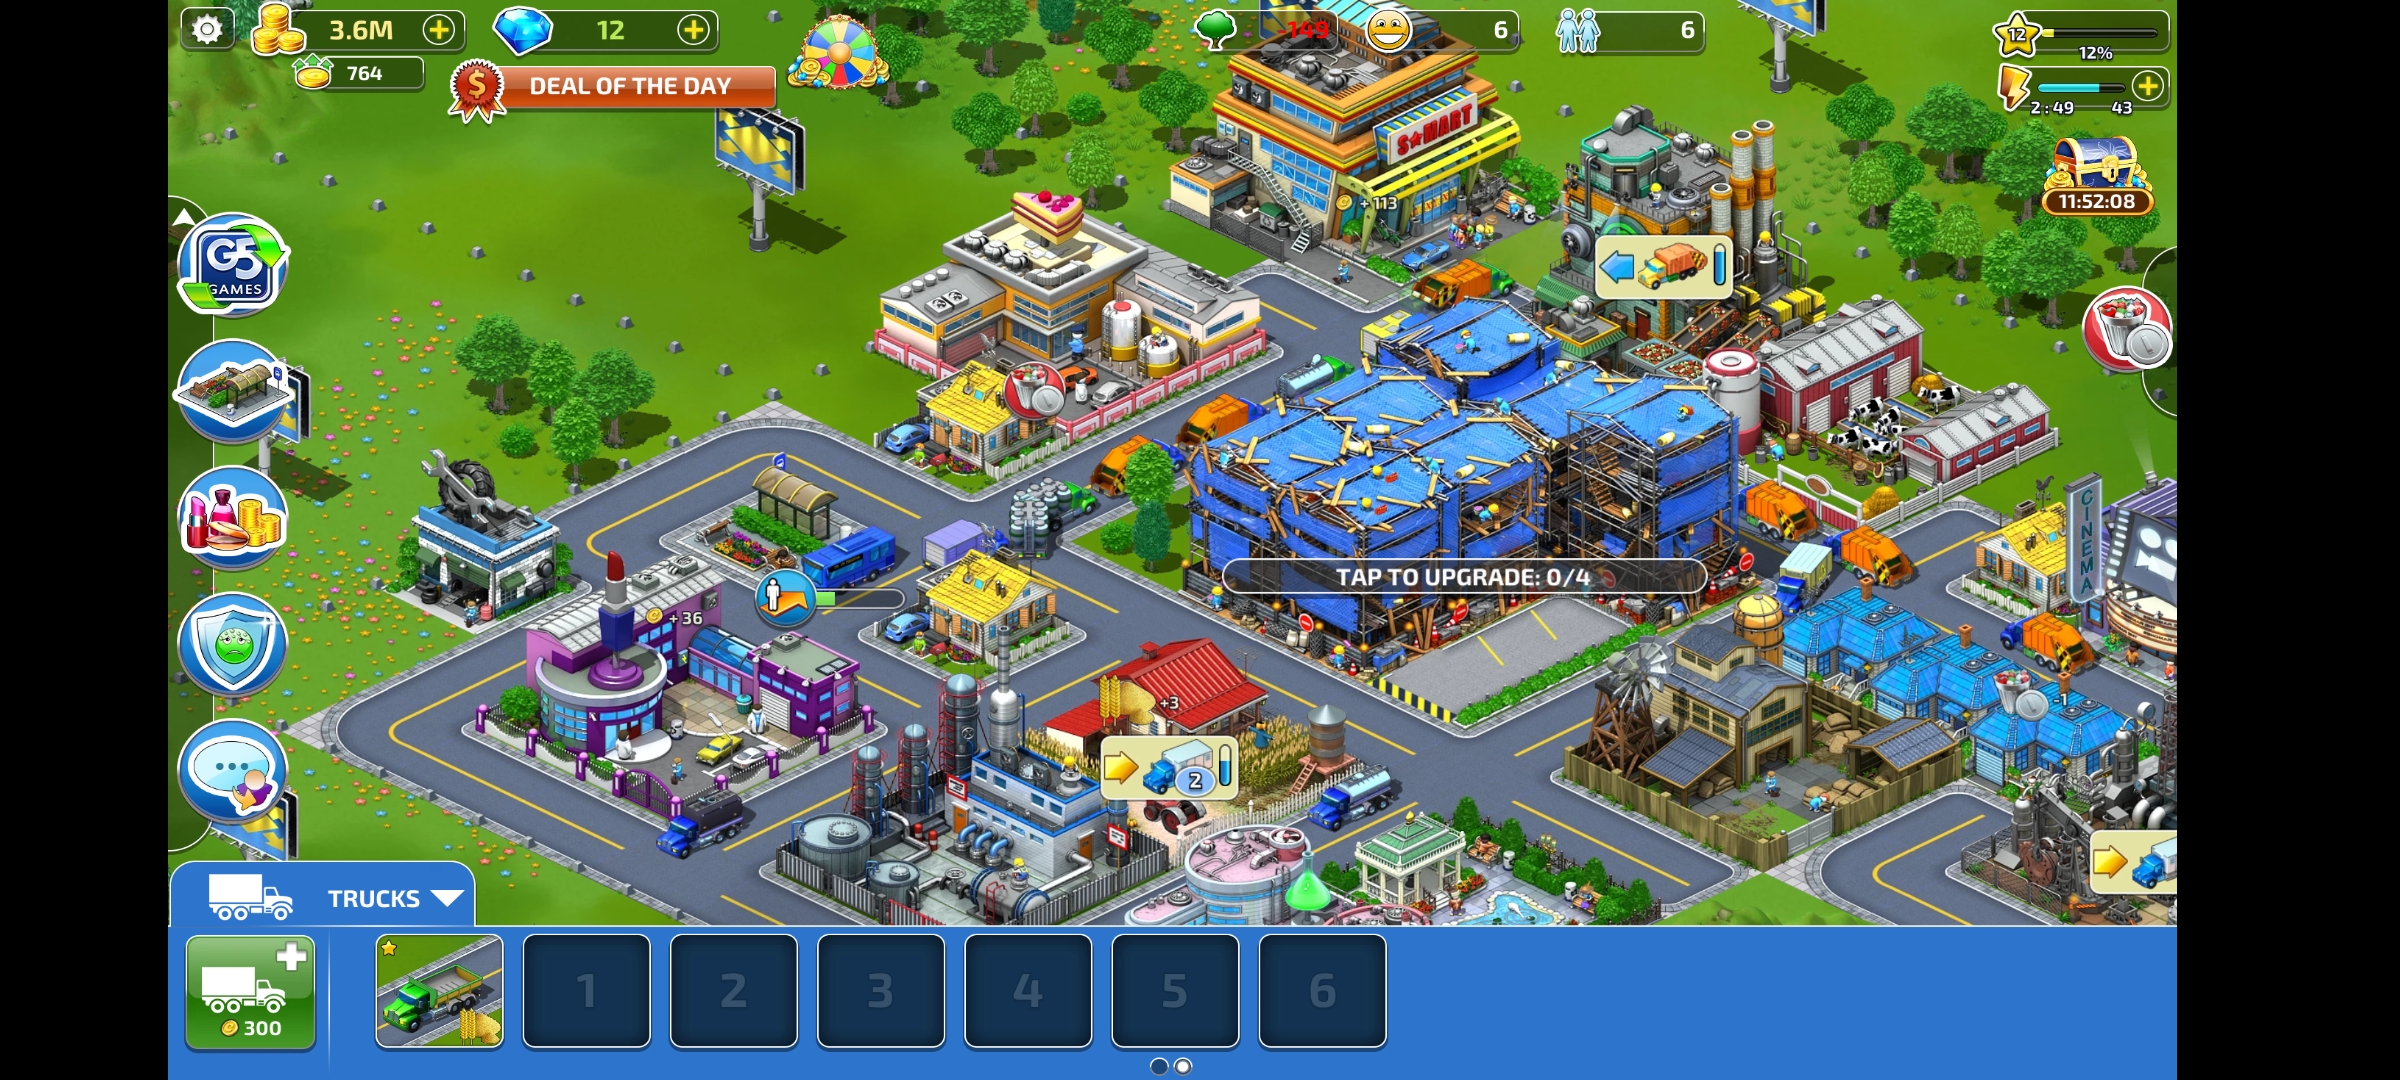 3.6M
12
-149
6
6
12
12%
764
DEAL OF THE DAY
2:49
43
S★MART
+113
11:52:08
G5
GAMES
CINEMA
TAP TO UPGRADE: 0/4
+36
+3
-1
2
TRUCKS
300
1
2
3
4
5
6